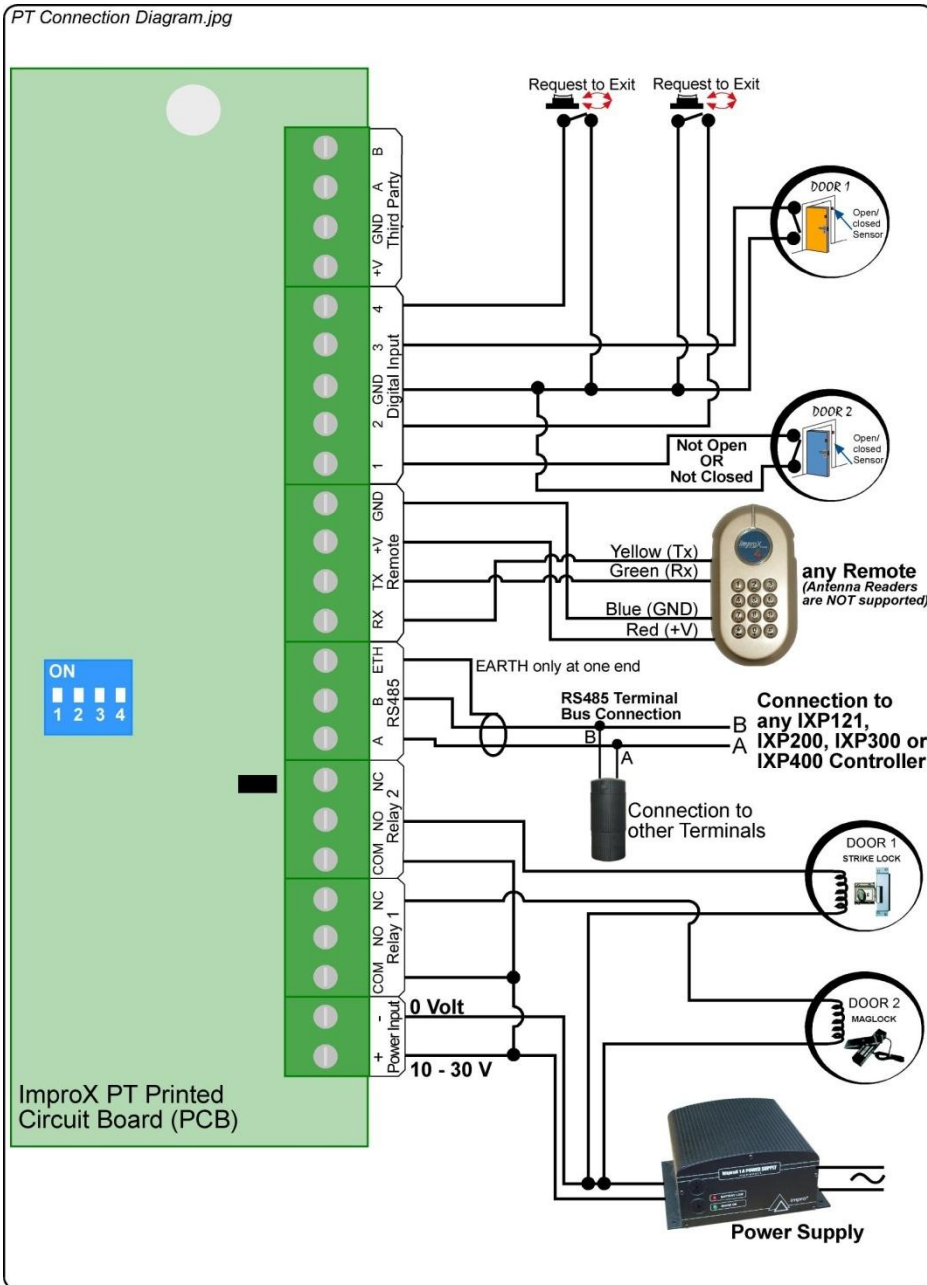 PT Connection Diagram.jpg
Request to Exit
Request to Exit
B
A
GND
+V
Third Party
4
3
GND
2
1
Digital Input
GND
+V
TX
RX
Remote
ETH
B
A
RS485
NC
NO
COM
Relay 2
NC
NO
COM
Relay 1
-
+
Power Input
DOOR 1
Open/
closed
Sensor
DOOR 2
Open/
closed
Sensor
Not Open
OR
Not Closed
Yellow (Tx)
Green (Rx)
Blue (GND)
Red (+V)
ImproX
any Remote
(Antenna Readers
are NOT supported)
ON
1 2 3 4
EARTH only at one end
RS485 Terminal
Bus Connection
B
A
B
A
Connection to
any IXP121,
IXP200, IXP300 or
IXP400 Controller
Connection to
other Terminals
DOOR 1
STRIKE LOCK
DOOR 2
MAGLOCK
0 Volt
10 - 30 V
ImproX PT Printed
Circuit Board (PCB)
impro
Power Supply